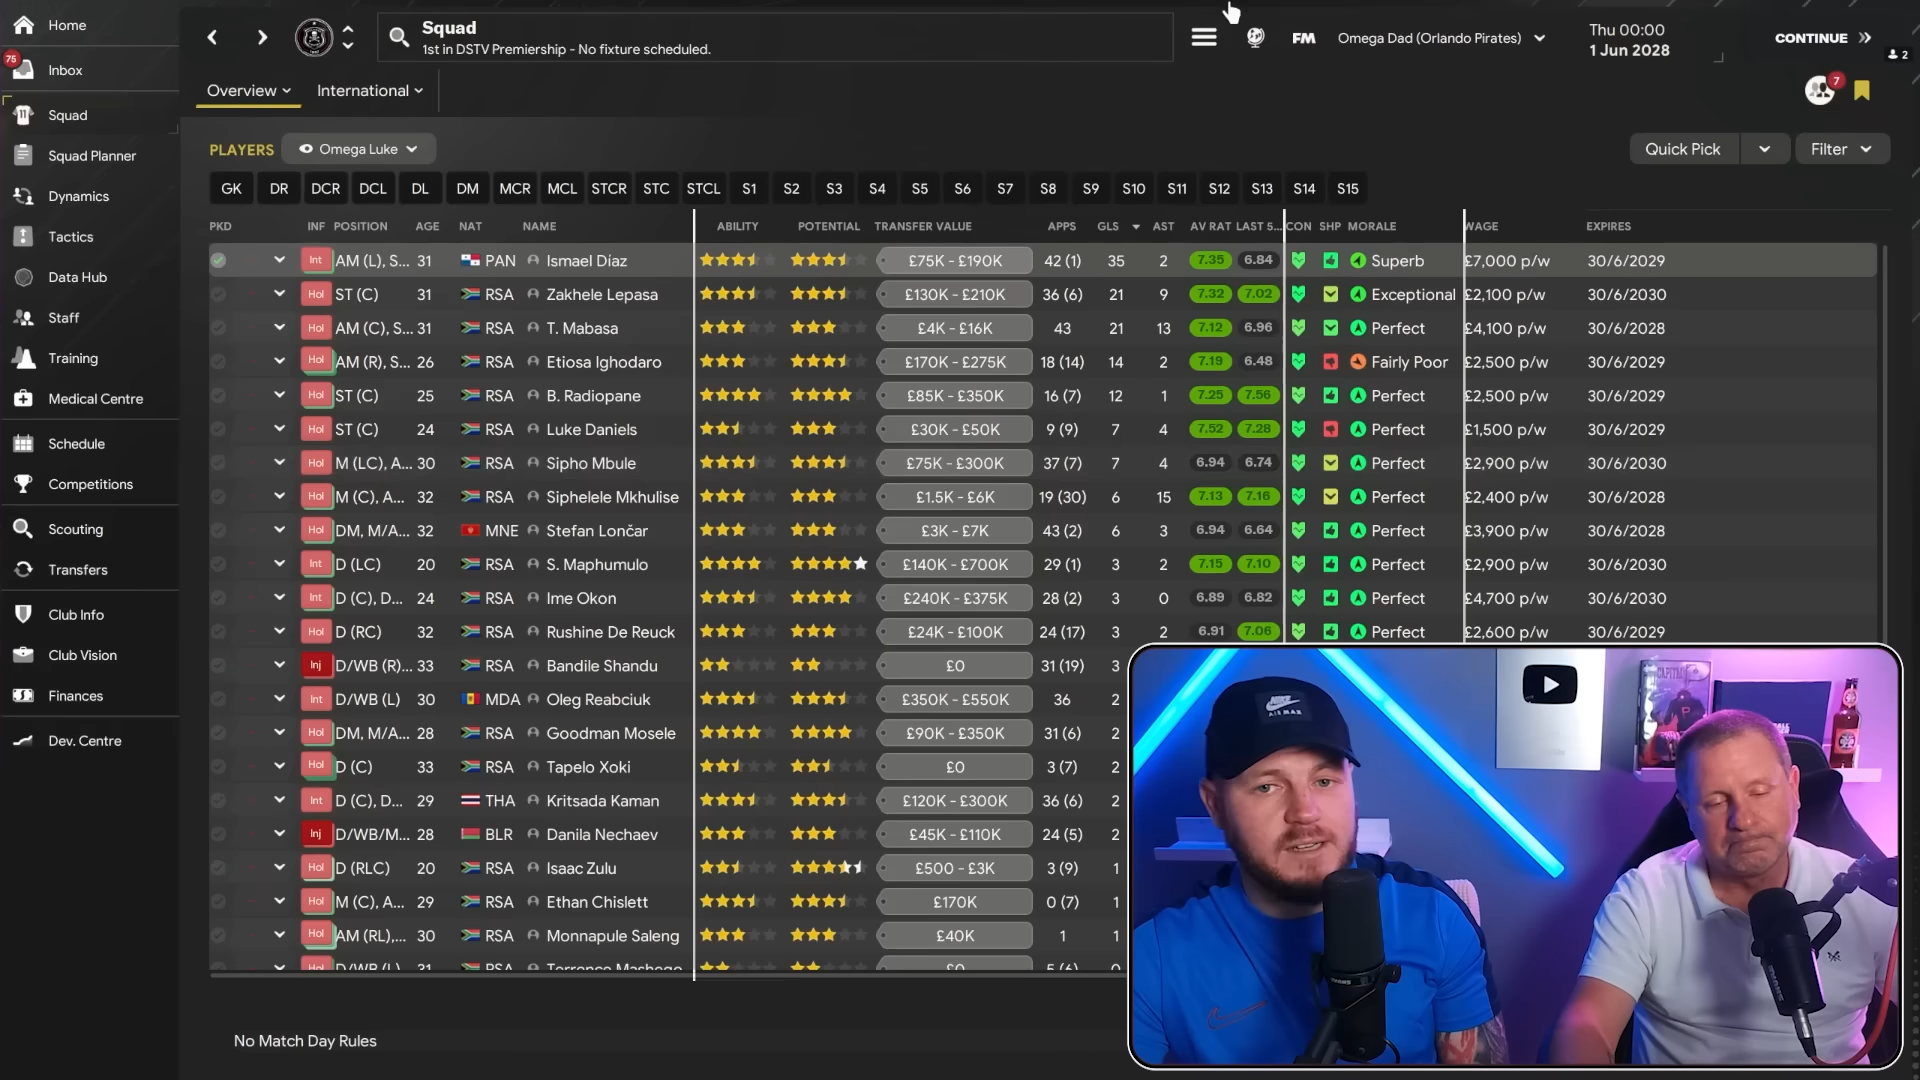 Home
75
Inbox
Squad
Squad Planner
Dynamics
Tactics
Data Hub
Staff
Training
Medical Centre
Schedule
Competitions
Scouting
Transfers
Club Info
Club Vision
Finances
Dev. Centre
Squad
1st in DSTV Premiership - No fixture scheduled.
FM
Omega Dad (Orlando Pirates)
Thu 00:00
1 Jun 2028
CONTINUE
2
Overview
International
7
PLAYERS
Omega Luke
Quick Pick
Filter
GK DR DCR DCL DL DM MCR MCL STCR STC STCL S1 S2 S3 S4 S5 S6 S7 S8 S9 S10 S11 S12 S13 S14 S15
PKD INF POSITION AGE NAT NAME ABILITY POTENTIAL TRANSFER VALUE APPS GLS AST AV RAT LAST 5... CON SHP MORALE WAGE EXPIRES
Int AM (L), S... 31 PAN Ismael Díaz £75K - £190K 42 (1) 35 2 7.35 6.84 Superb £7,000 p/w 30/6/2029
Hol ST (C) 31 RSA Zakhele Lepasa £130K - £210K 36 (6) 21 9 7.32 7.02 Exceptional £2,100 p/w 30/6/2030
Hol AM (C), S... 31 RSA T. Mabasa £4K - £16K 43 21 13 7.12 6.96 Perfect £4,100 p/w 30/6/2028
Hol AM (R), S... 26 RSA Etiosa Ighodaro £170K - £275K 18 (14) 14 2 7.19 6.48 Fairly Poor £2,500 p/w 30/6/2029
Hol ST (C) 25 RSA B. Radiopane £85K - £350K 16 (7) 12 1 7.25 7.56 Perfect £2,500 p/w 30/6/2029
Hol ST (C) 24 RSA Luke Daniels £30K - £50K 9 (9) 7 4 7.52 7.28 Perfect £1,500 p/w 30/6/2029
Hol M (LC), A... 30 RSA Sipho Mbule £75K - £300K 37 (7) 7 4 6.94 6.74 Perfect £2,900 p/w 30/6/2030
Hol M (C), A... 32 RSA Siphelele Mkhulise £1.5K - £6K 19 (30) 6 15 7.13 7.16 Perfect £2,400 p/w 30/6/2028
Hol DM, M/A... 32 MNE Stefan Lončar £3K - £7K 43 (2) 6 3 6.94 6.64 Perfect £3,900 p/w 30/6/2028
Int D (LC) 20 RSA S. Maphumulo £140K - £700K 29 (1) 3 2 7.15 7.10 Perfect £2,900 p/w 30/6/2030
Int D (C), D... 24 RSA Ime Okon £240K - £375K 28 (2) 3 0 6.89 6.82 Perfect £4,700 p/w 30/6/2030
Hol D (RC) 32 RSA Rushine De Reuck £24K - £100K 24 (17) 3 2 6.91 7.06 Perfect £2,600 p/w 30/6/2029
Inj D/WB (R)... 33 RSA Bandile Shandu £0 31 (19) 3
Int D/WB (L) 30 MDA Oleg Reabciuk £350K - £550K 36 2
Hol DM, M/A... 28 RSA Goodman Mosele £90K - £350K 31 (6) 2
Hol D (C) 33 RSA Tapelo Xoki £0 3 (7) 2
Int D (C), D... 29 THA Kritsada Kaman £120K - £300K 36 (6) 2
Inj D/WB/M... 28 BLR Danila Nechaev £45K - £110K 24 (5) 2
Hol D (RLC) 20 RSA Isaac Zulu £500 - £3K 3 (9) 1
Hol M (C), A... 29 RSA Ethan Chislett £170K 0 (7) 1
Hol AM (RL),... 30 RSA Monnapule Saleng £40K 1 1
Hol D/WB (L) 31 RSA Terrence Mashego £0 5 (6) 0
No Match Day Rules
NIKE
AIR MAX